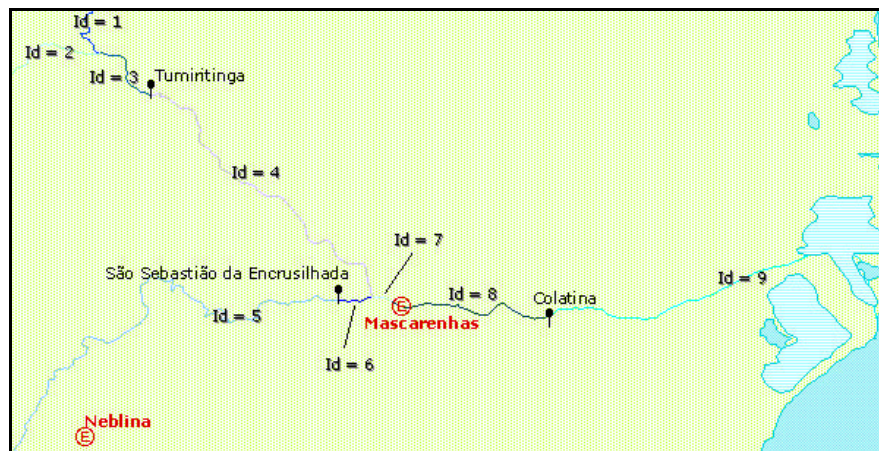 Id = 1
Id = 2
Id = 3
Tumiritinga
Id = 4
Id = 7
São Sebastião da Encrusilhada
Id = 5
Id = 6
E
Mascarenhas
Id = 8
Colatina
Id = 9
Neblina
E